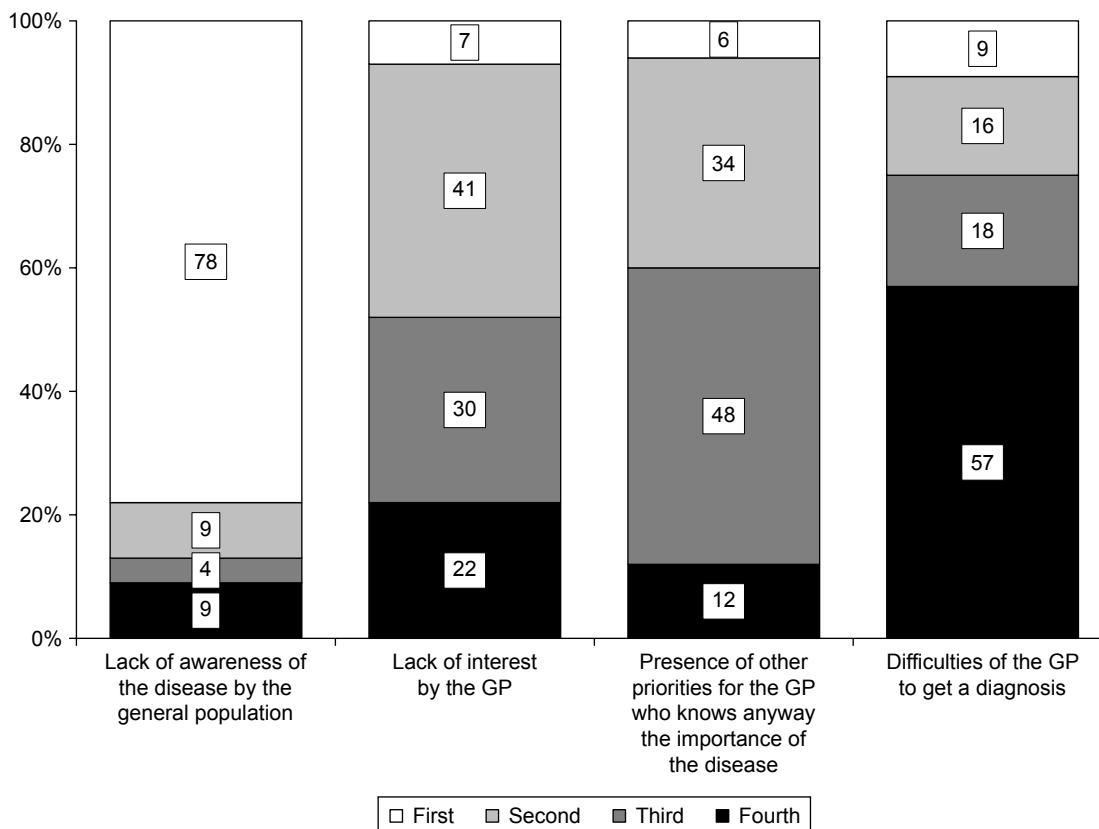 100%
80%
60%
40%
20%
0%
78
9
4
9
7
41
30
22
6
34
48
12
9
16
18
57
Lack of awareness of
the disease by the
general population
Lack of interest
by the GP
Presence of other
priorities for the GP
who knows anyway
the importance of
the disease
Difficulties of the GP
to get a diagnosis
First Second Third Fourth